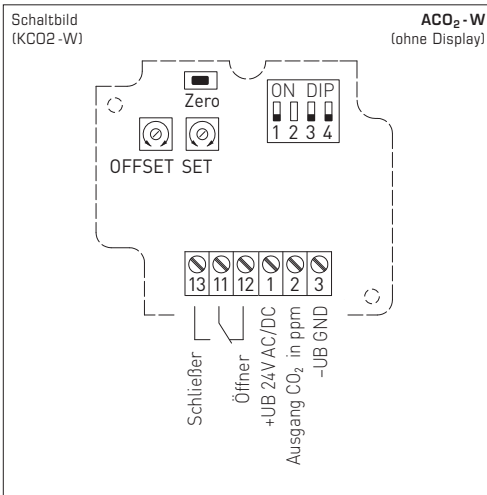 Schaltbild
(KCO2-W)
ACO₂-W
(ohne Display)
Zero
ON DIP
1 2 3 4
OFFSET SET
13 11 12 1 2 3
Schließer
Öffner
+UB 24V AC/DC
Ausgang CO₂ in ppm
–UB GND